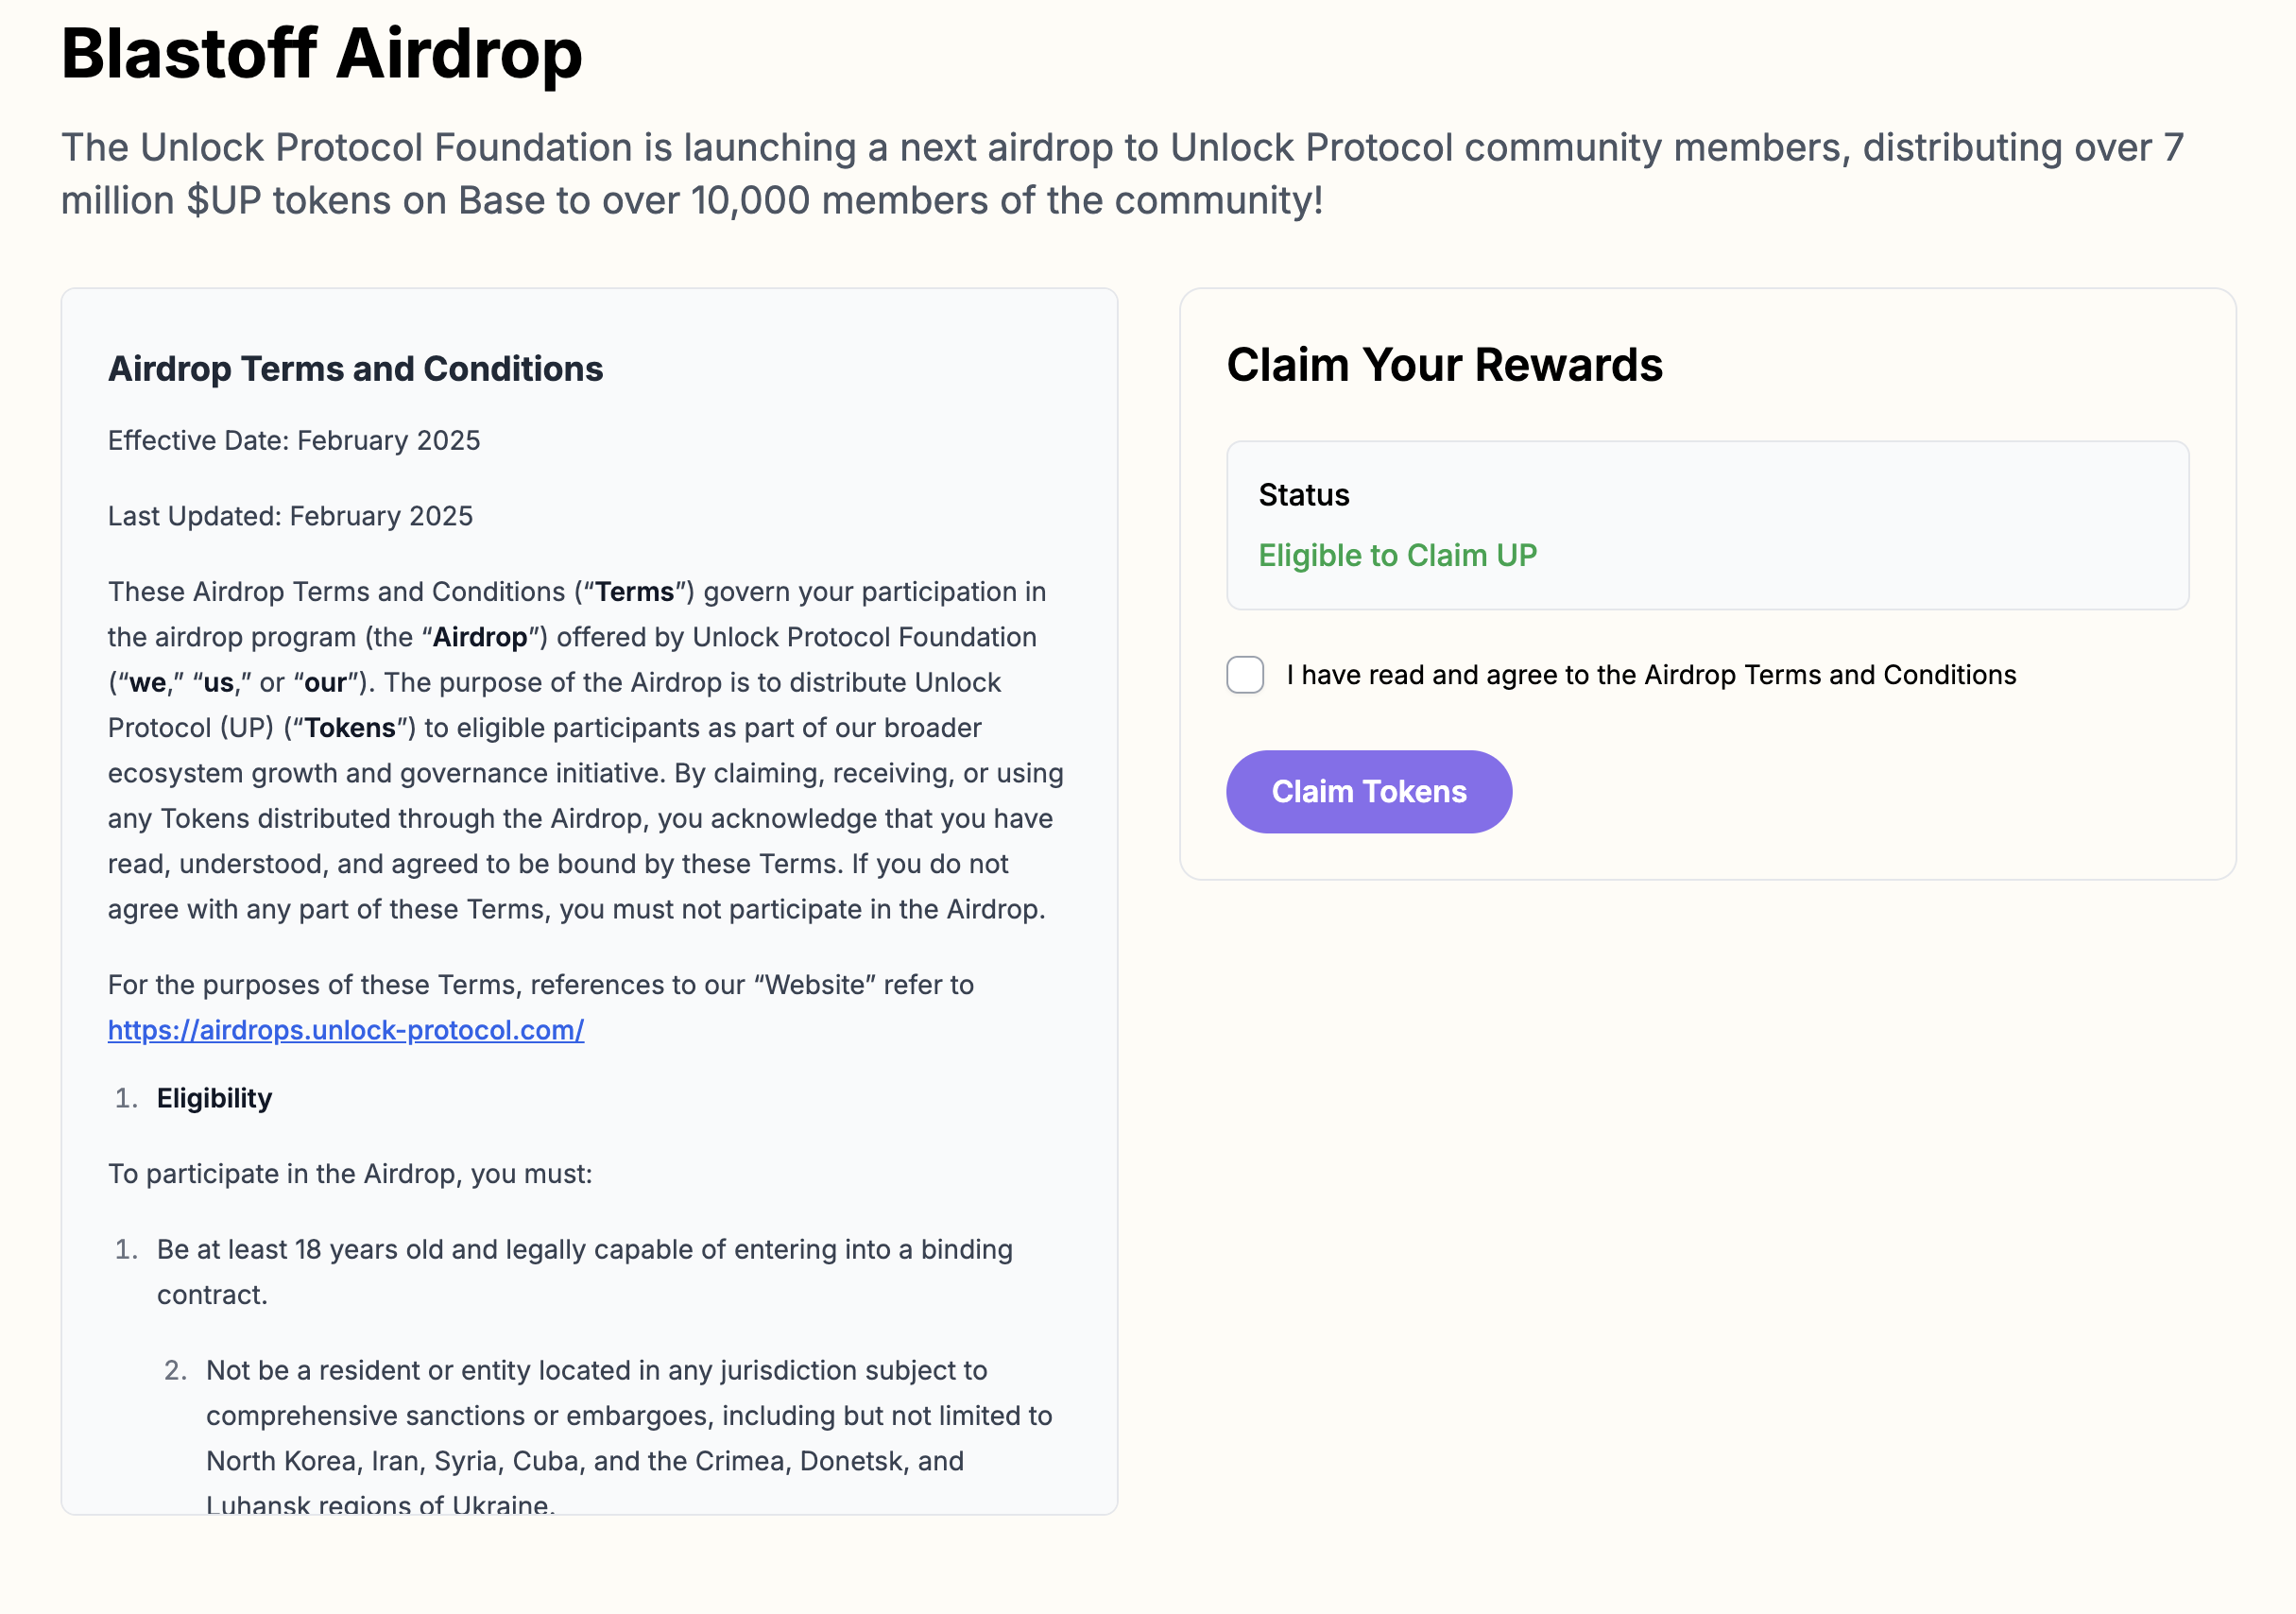 Blastoff Airdrop
The Unlock Protocol Foundation is launching a next airdrop to Unlock Protocol community members, distributing over 7
million $UP tokens on Base to over 10,000 members of the community!
Airdrop Terms and Conditions
Effective Date: February 2025
Last Updated: February 2025
These Airdrop Terms and Conditions (“Terms”) govern your participation in
the airdrop program (the “Airdrop”) offered by Unlock Protocol Foundation
(“we,” “us,” or “our”). The purpose of the Airdrop is to distribute Unlock
Protocol (UP) (“Tokens”) to eligible participants as part of our broader
ecosystem growth and governance initiative. By claiming, receiving, or using
any Tokens distributed through the Airdrop, you acknowledge that you have
read, understood, and agreed to be bound by these Terms. If you do not
agree with any part of these Terms, you must not participate in the Airdrop.
For the purposes of these Terms, references to our “Website” refer to
https://airdrops.unlock-protocol.com/
1. Eligibility
To participate in the Airdrop, you must:
1. Be at least 18 years old and legally capable of entering into a binding
contract.
2. Not be a resident or entity located in any jurisdiction subject to
comprehensive sanctions or embargoes, including but not limited to
North Korea, Iran, Syria, Cuba, and the Crimea, Donetsk, and
Luhansk regions of Ukraine.
Claim Your Rewards
Status
Eligible to Claim UP
I have read and agree to the Airdrop Terms and Conditions
Claim Tokens